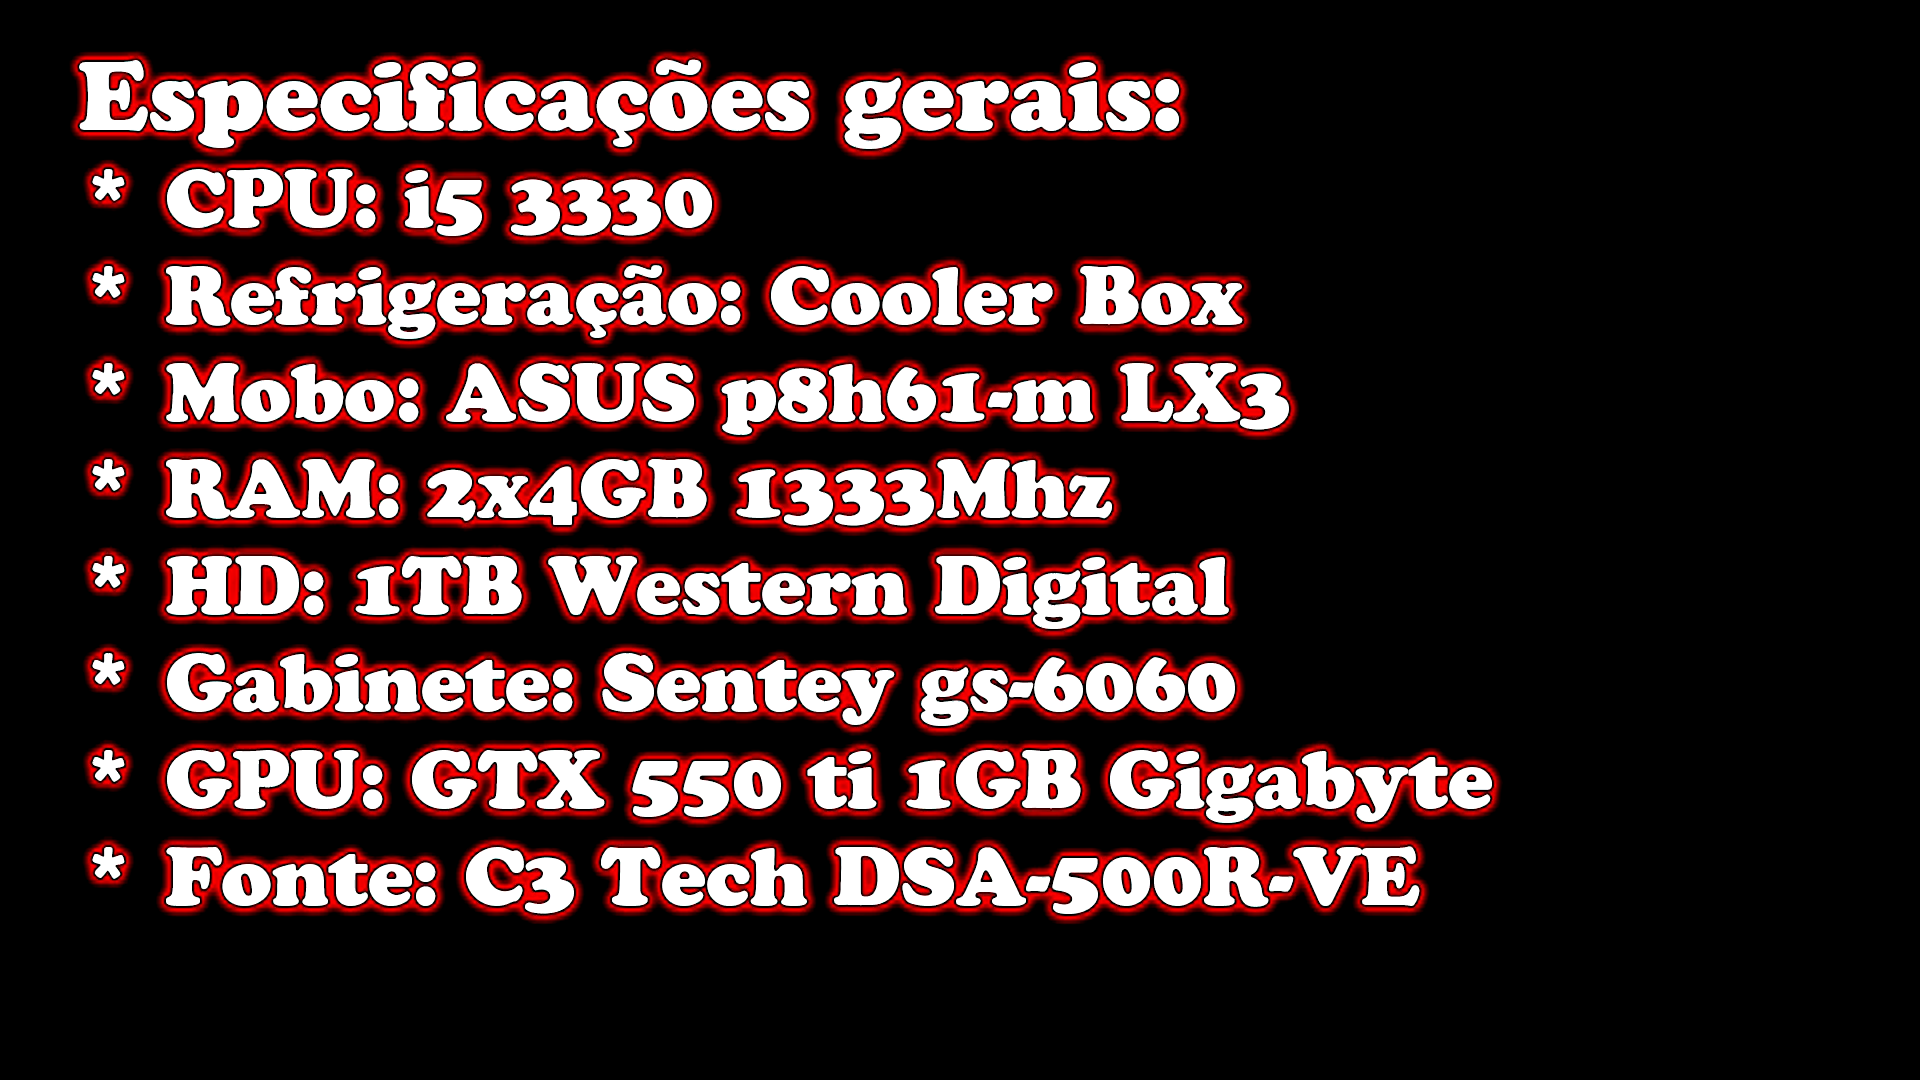 Especificações gerais:
* CPU: i5 3330
* Refrigeração: Cooler Box
* Mobo: ASUS p8h61-m LX3
* RAM: 2x4GB 1333Mhz
* HD: 1TB Western Digital
* Gabinete: Sentey gs-6060
* GPU: GTX 550 ti 1GB Gigabyte
* Fonte: C3 Tech DSA-500R-VE